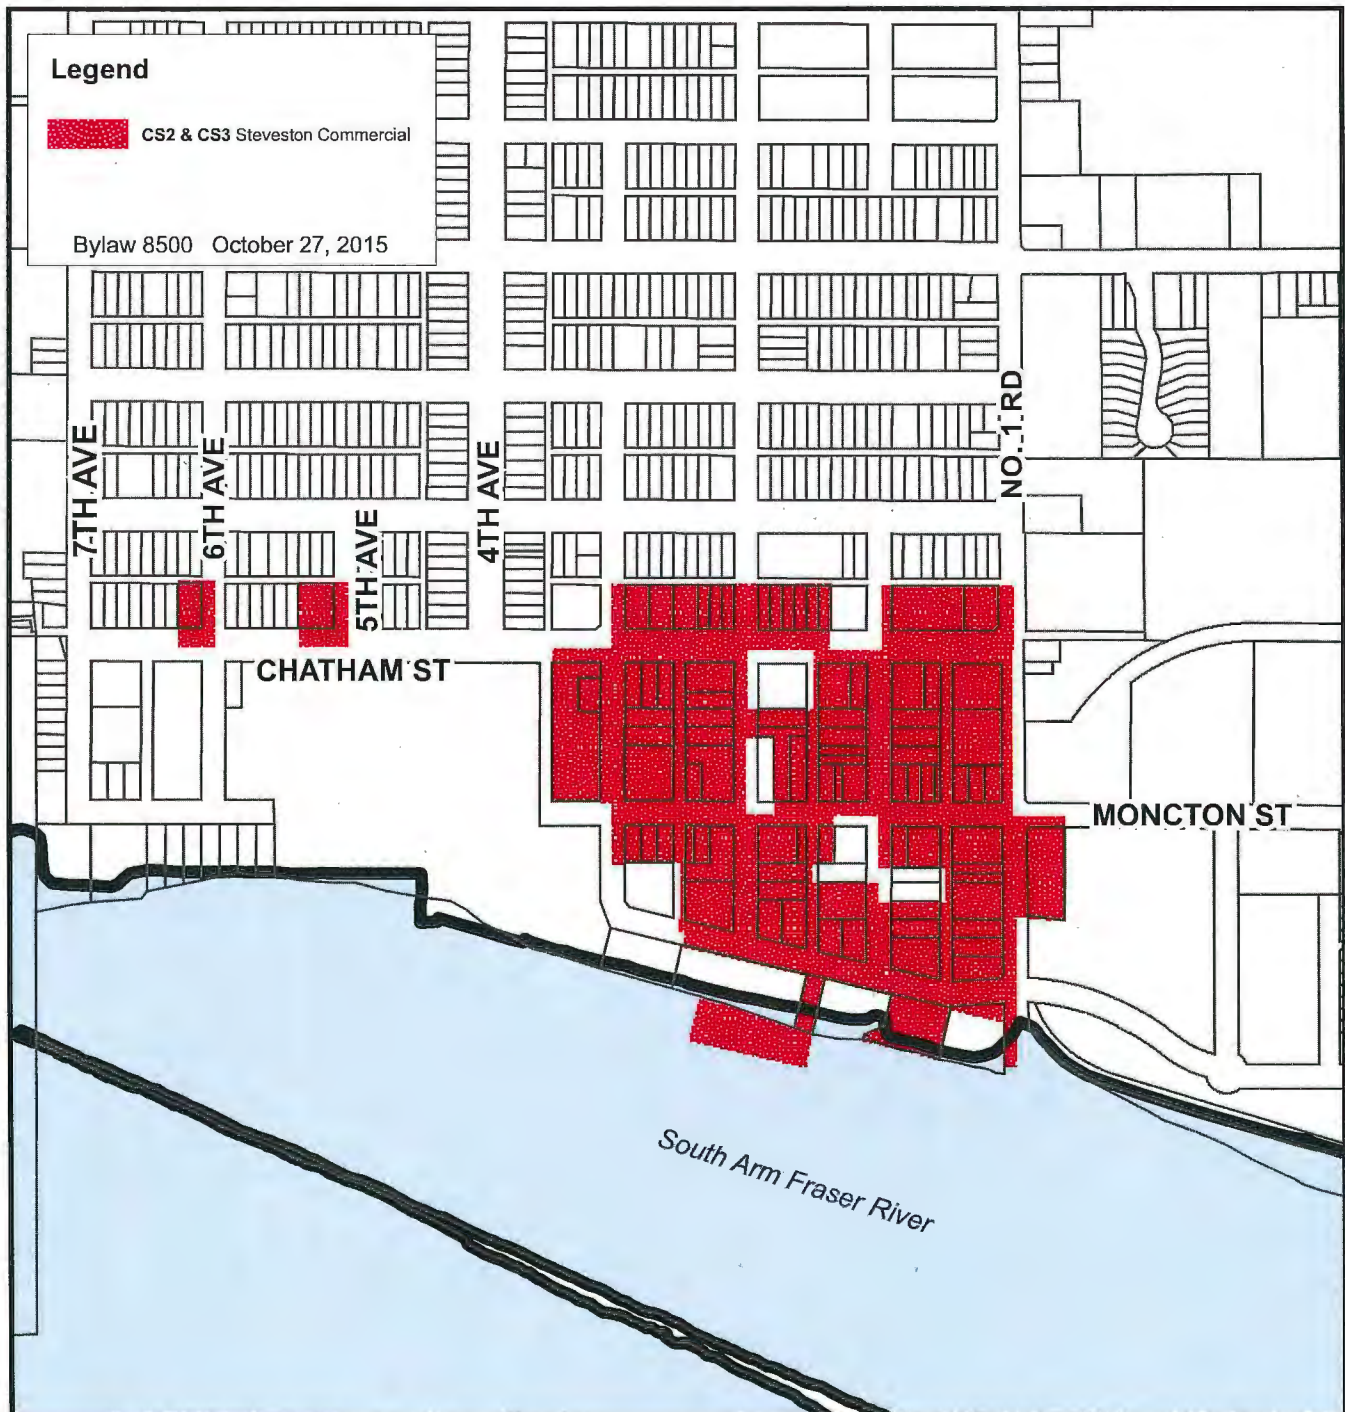 Legend
CS2 & CS3 Steveston Commercial
Bylaw 8500 October 27, 2015
7TH AVE
6TH AVE
5TH AVE
4TH AVE
NO. 1 RD
CHATHAM ST
MONCTON ST
South Arm Fraser River